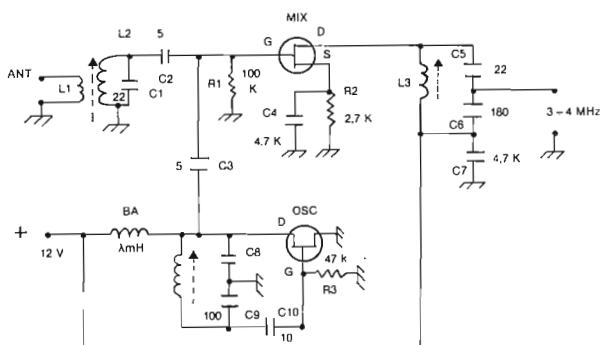 MIX
L2
5
G
D
S
C5
ANT
L1
C2
22
C1
R1
100
K
R2
2,7K
C4
4.7 K
L3
22
180
3 – 4 MHz
C6
4,7 K
C7
5
C3
BA
OSC
+
12 V
λmH
D
C8
47 k
G
R3
100
C9
C10
10